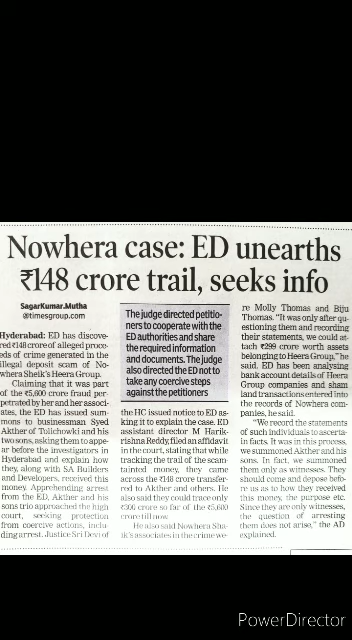 Nowhera case: ED unearths
₹148 crore trail, seeks info
SagarKumar.Mutha
@timesgroup.com
Hyderabad: ED has discove-
red ₹148 crore of alleged proce-
eds of crime generated in the
illegal deposit scam of No-
whera Sheik's Heera Group.
Claiming that it was part
of the ₹5,600 crore fraud per-
petrated by her and her associ-
ates, the ED has issued sum-
mons to businessman Syed
Akther of Tolichowki and his
two sons, asking them to appe-
ar before the investigators in
Hyderabad and explain how
they, along with SA Builders
and Developers, received this
money. Apprehending arrest
from the ED, Akther and his
sons trio approached the high
court, seeking protection
from coercive actions, inclu-
ding arrest. Justice Sri Devi of
The judge directed petitio-
ners to cooperate with the
ED authorities and share
the required information
and documents. The judge
also directed the ED not to
take any coercive steps
against the petitioners
the HC issued notice to ED as-
king it to explain the case. ED
assistant director M Harik-
rishna Reddy, filed an affidavit
in the court, stating that while
tracking the trail of the scam-
tainted money, they came
across the ₹148 crore transfer-
red to Akther and others. He
also said they could trace only
₹300 crore so far of the ₹5,600
crore till now.
He also said Nowhera Sha-
ik's associates in the crime we-
re Molly Thomas and Biju
Thomas. "It was only after qu-
estioning them and recording
their statements, we could at-
tach ₹299 crore worth assets
belonging to Heera Group," he
said. ED has been analysing
bank account details of Heera
Group companies and sham
land transactions entered into
the records of Nowhera com-
panies, he said.
"We record the statements
of such individuals to ascerta-
in facts. It was in this process,
we summoned Akther and his
sons. In fact, we summoned
them only as witnesses. They
should come and depose befo-
re us as to how they received
this money, the purpose etc.
Since they are only witnesses,
the question of arresting
them does not arise," the AD
explained.
PowerDirector